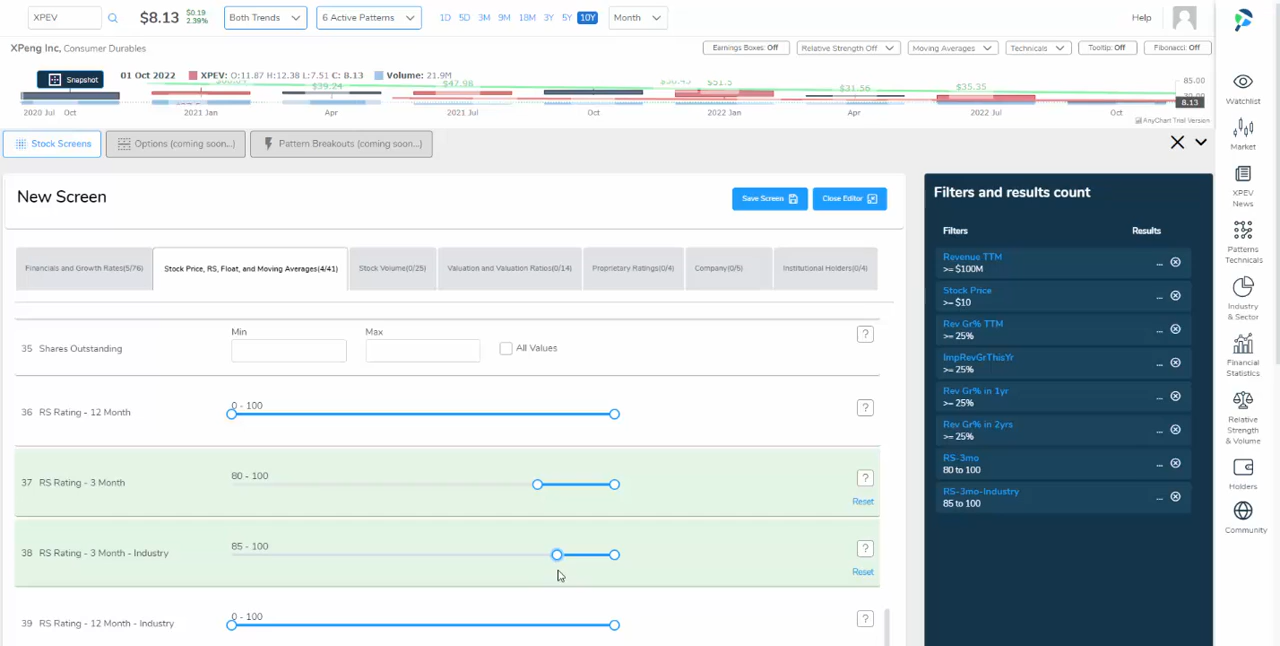 XPEV
$8.13
$0.19
2.39%
Both Trends
6 Active Patterns
1D 5D 3M 9M 18M 3Y 5Y 10Y
Month
Help
XPeng Inc, Consumer Durables
Earnings Boxes: Off
Relative Strength Off
Moving Averages
Technicals
Tooltip: Off
Fibonacci: Off
Snapshot
01 Oct 2022 XPEV: O:11.87 H:12.38 L:7.51 C: 8.13 Volume: 21.9M
$39.24
$47.98
$51.5
$31.56
$35.35
85.00
8.13
2020 Jul Oct 2021 Jan Apr 2021 Jul Oct 2022 Jan Apr 2022 Jul Oct
AnyChart Trial Version
Stock Screens
Options (coming soon...)
Pattern Breakouts (coming soon...)
New Screen
Save Screen
Close Editor
Financials and Growth Rates(5/76)
Stock Price, RS, Float, and Moving Averages(4/41)
Stock Volume(0/25)
Valuation and Valuation Ratios(0/14)
Proprietary Ratings(0/4)
Company(0/5)
Institutional Holders(0/4)
Min Max
35 Shares Outstanding
All Values
?
0 - 100
36 RS Rating - 12 Month
?
80 - 100
37 RS Rating - 3 Month
?
Reset
85 - 100
38 RS Rating - 3 Month - Industry
?
Reset
0 - 100
39 RS Rating - 12 Month - Industry
?
Filters and results count
Filters Results
Revenue TTM
>= $100M
...
Stock Price
>= $10
...
Rev Gr% TTM
>= 25%
...
ImpRevGrThisYr
>= 25%
...
Rev Gr% in 1yr
>= 25%
...
Rev Gr% in 2yrs
>= 25%
...
RS-3mo
80 to 100
...
RS-3mo-Industry
85 to 100
...
Watchlist
Market
XPEV
News
Patterns
Technicals
Industry
& Sector
Financial
Statistics
Relative
Strength
& Volume
Holders
Community